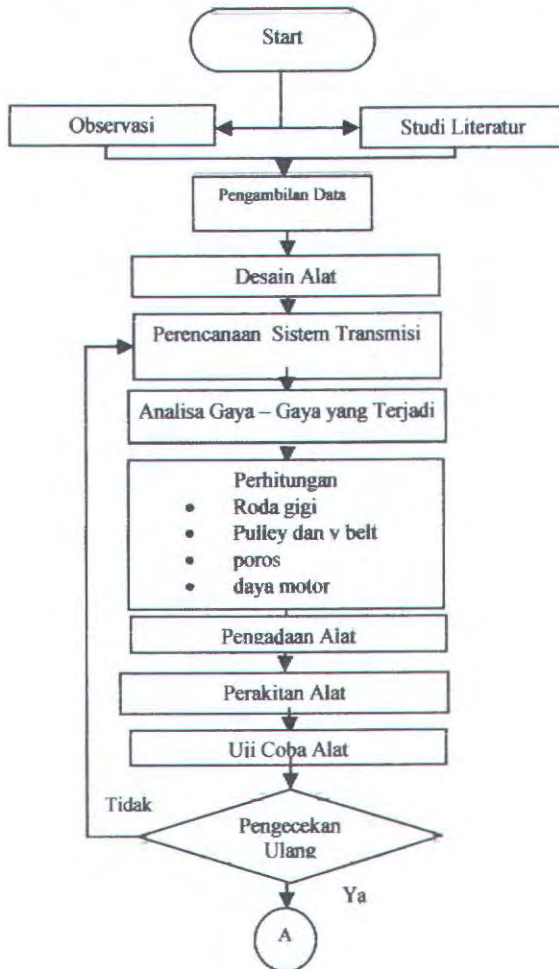 Start
Observasi
Studi Literatur
Pengambilan Data
Desain Alat
Perencanaan Sistem Transmisi
Analisa Gaya – Gaya yang Terjadi
Perhitungan
• Roda gigi
• Pulley dan v belt
• poros
• daya motor
Pengadaan Alat
Perakitan Alat
Uji Coba Alat
Tidak
Pengecekan
Ulang
Ya
A